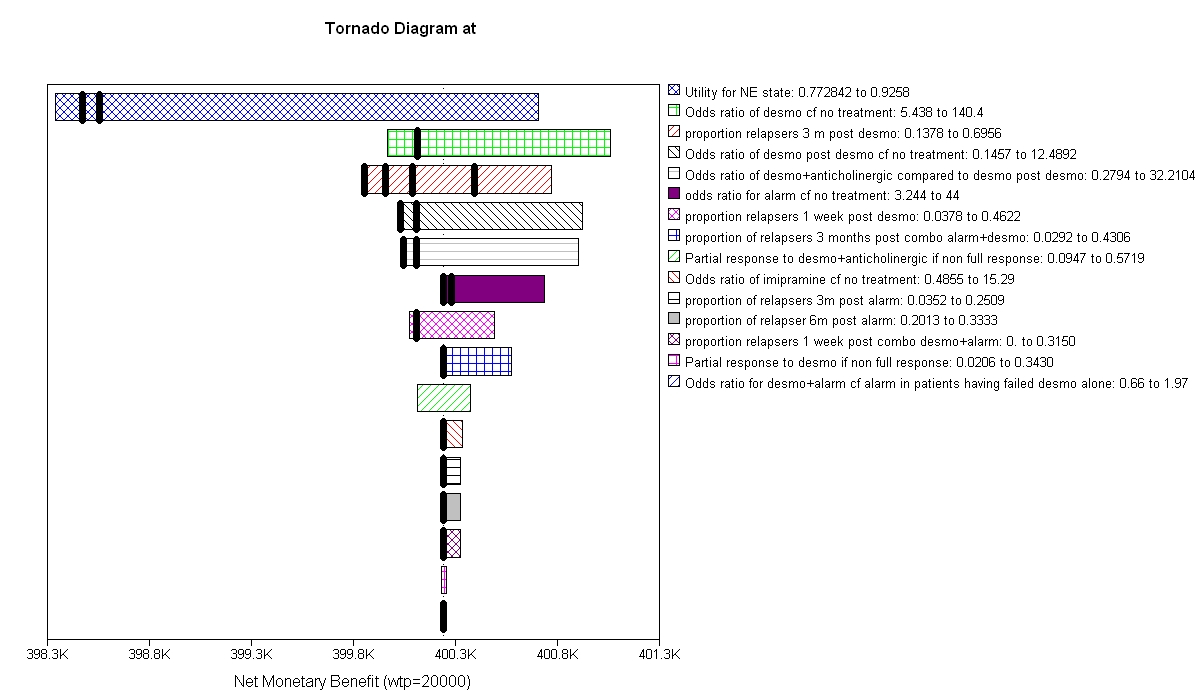 Tornado Diagram at
Utility for NE state: 0.772842 to 0.9258
Odds ratio of desmo cf no treatment: 5.438 to 140.4
proportion relapsers 3 m post desmo: 0.1378 to 0.6956
Odds ratio of desmo post desmo cf no treatment: 0.1457 to 12.4892
Odds ratio of desmo+anticholinergic compared to desmo post desmo: 0.2794 to 32.2104
odds ratio for alarm cf no treatment: 3.244 to 44
proportion relapsers 1 week post desmo: 0.0378 to 0.4622
proportion of relapsers 3 months post combo alarm+desmo: 0.0292 to 0.4306
Partial response to desmo+anticholinergic if non full response: 0.0947 to 0.5719
Odds ratio of imipramine cf no treatment: 0.4855 to 15.29
proportion of relapsers 3m post alarm: 0.0352 to 0.2509
proportion of relapser 6m post alarm: 0.2013 to 0.3333
proportion relapsers 1 week post combo desmo+alarm: 0. to 0.3150
Partial response to desmo if non full response: 0.0206 to 0.3430
Odds ratio for desmo+alarm cf alarm in patients having failed desmo alone: 0.66 to 1.97
398.3K 398.8K 399.3K 399.8K 400.3K 400.8K 401.3K
Net Monetary Benefit (wtp=20000)